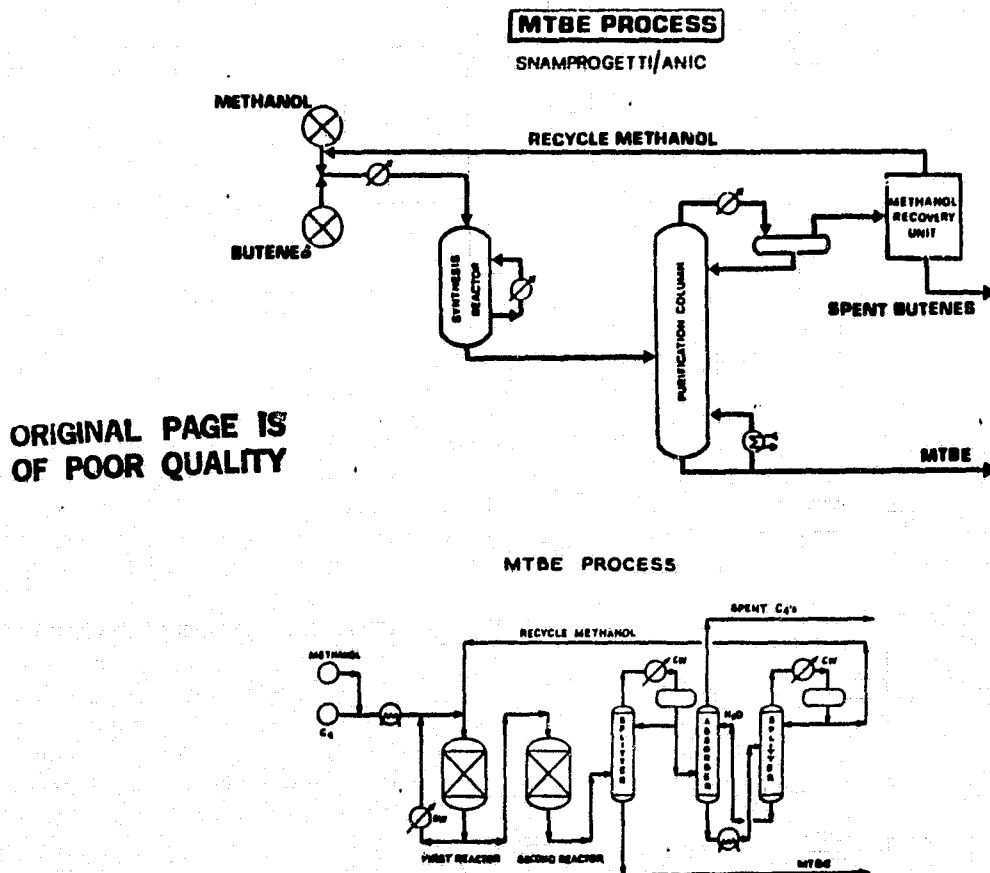 MTBE PROCESS
SNAMPROGETTI/ANIC
METHANOL
RECYCLE METHANOL
METHANOL
RECOVERY
UNIT
BUTENES
SYNTHESIS
REACTOR
PURIFICATION COLUMN
SPENT BUTENES
ORIGINAL PAGE IS
OF POOR QUALITY
MTBE
MTBE PROCESS
SPENT C4's
RECYCLE METHANOL
METHANOL
CW
CW
C4
H2O
SPLITTER
ABSORBER
SPLITTER
CW
FIRST REACTOR
SECOND REACTOR
MTBE